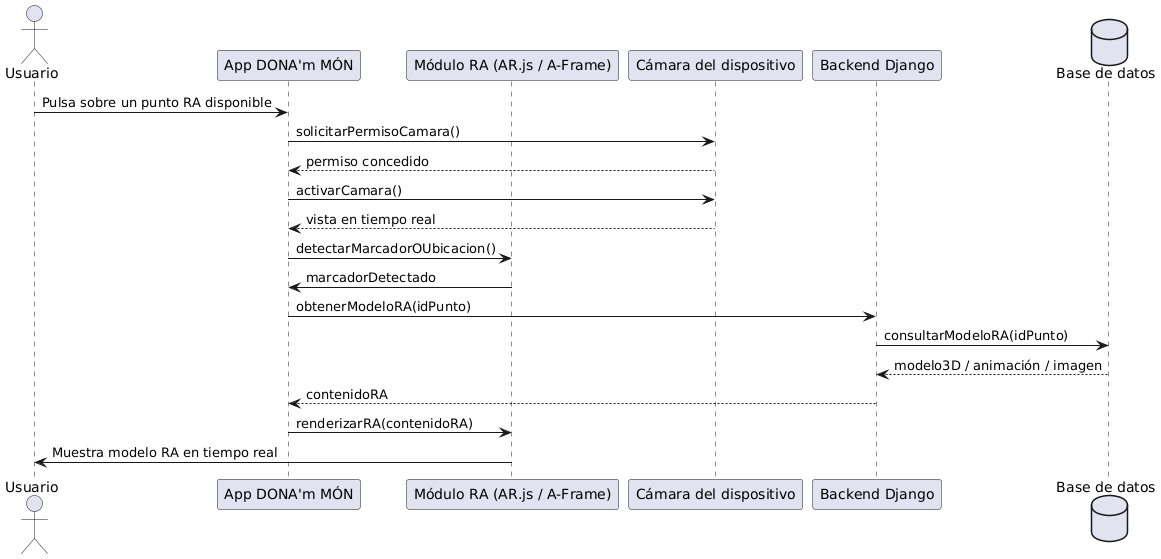 Usuario
App DONA'm MÓN
Módulo RA (AR.js / A-Frame)
Cámara del dispositivo
Backend Django
Base de datos
Pulsa sobre un punto RA disponible
solicitarPermisoCamara()
permiso concedido
activarCamara()
vista en tiempo real
detectarMarcadorOUbicacion()
marcadorDetectado
obtenerModeloRA(idPunto)
consultarModeloRA(idPunto)
modelo3D / animación / imagen
contenidoRA
renderizarRA(contenidoRA)
Muestra modelo RA en tiempo real
Usuario
App DONA'm MÓN
Módulo RA (AR.js / A-Frame)
Cámara del dispositivo
Backend Django
Base de datos